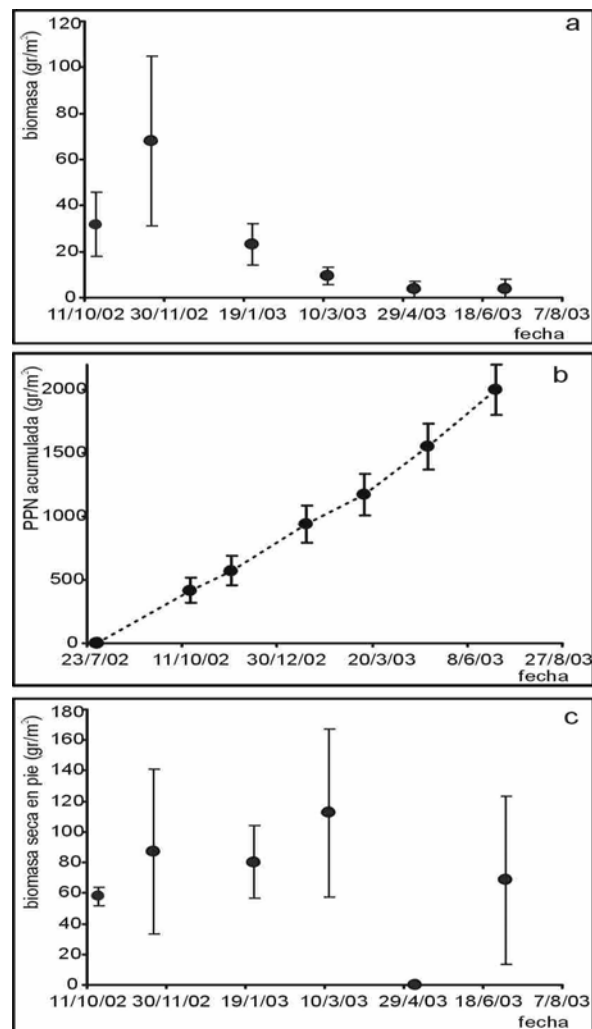 a
biomasa (gr/m²)
120
100
80
60
40
20
0
11/10/02 30/11/02 19/1/03 10/3/03 29/4/03 18/6/03 7/8/03
fecha
b
PPN acumulada (gr/m²)
2000
1500
1000
500
0
23/7/02 11/10/02 30/12/02 20/3/03 8/6/03 27/8/03
fecha
c
biomasa seca en pie (gr/m²)
180
160
140
120
100
80
60
40
20
0
11/10/02 30/11/02 19/1/03 10/3/03 29/4/03 18/6/03 7/8/03
fecha